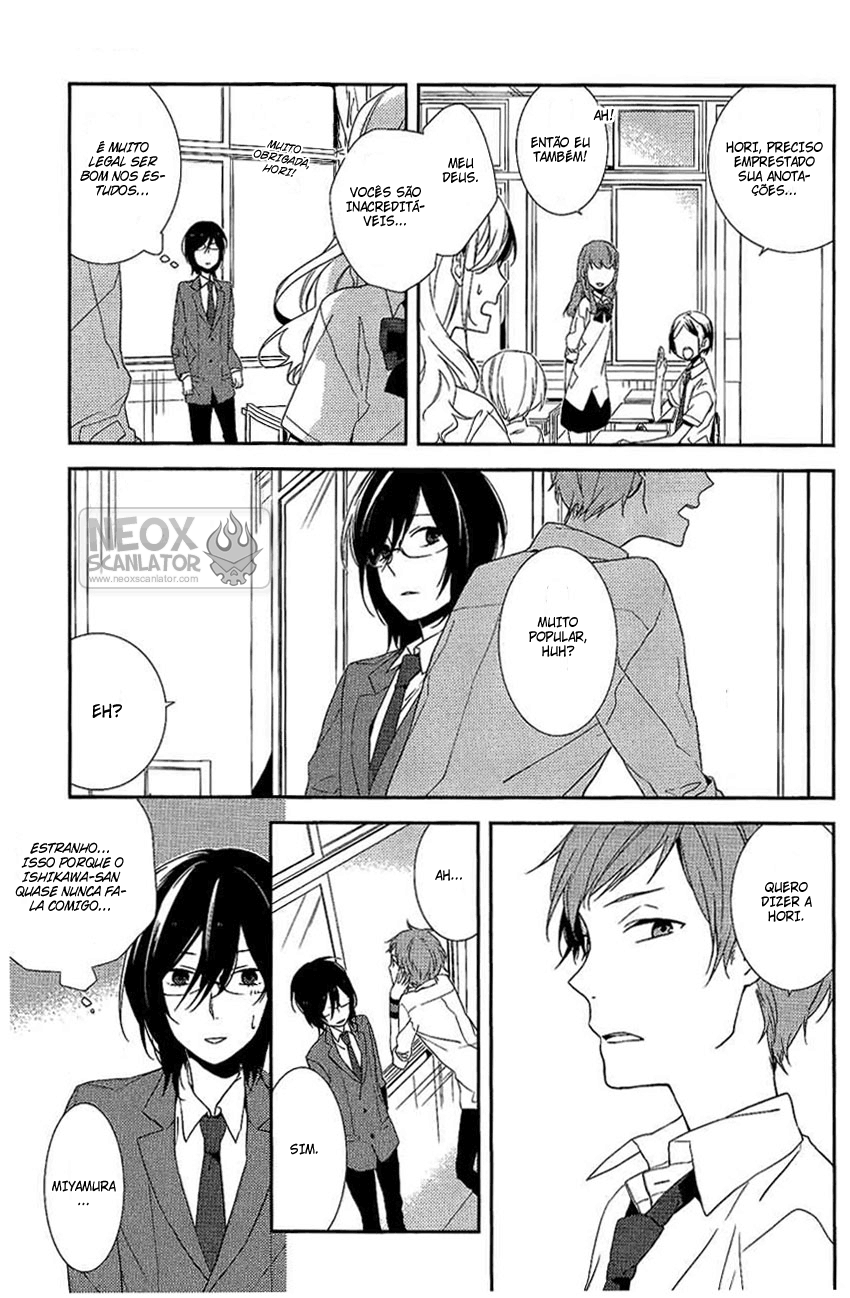 HORI, PRECISO
EMPRESTADO
SUA ANOTA-
ÇÕES...
AH!
ENTÃO EU
TAMBÉM!
MEU
DEUS.
VOCÊS SÃO
INACREDITÁ-
VEIS...
MUITO
OBRIGADA,
HORI!
É MUITO
LEGAL SER
BOM NOS ES-
TUDOS...
NEOX
SCANLATOR
www.neoxscanlator.com
MUITO
POPULAR,
HUH?
EH?
QUERO
DIZER A
HORI.
AH...
SIM.
ESTRANHO...
ISSO PORQUE O
ISHIKAWA-SAN
QUASE NUNCA FA-
LA COMIGO...
MIYAMURA
...